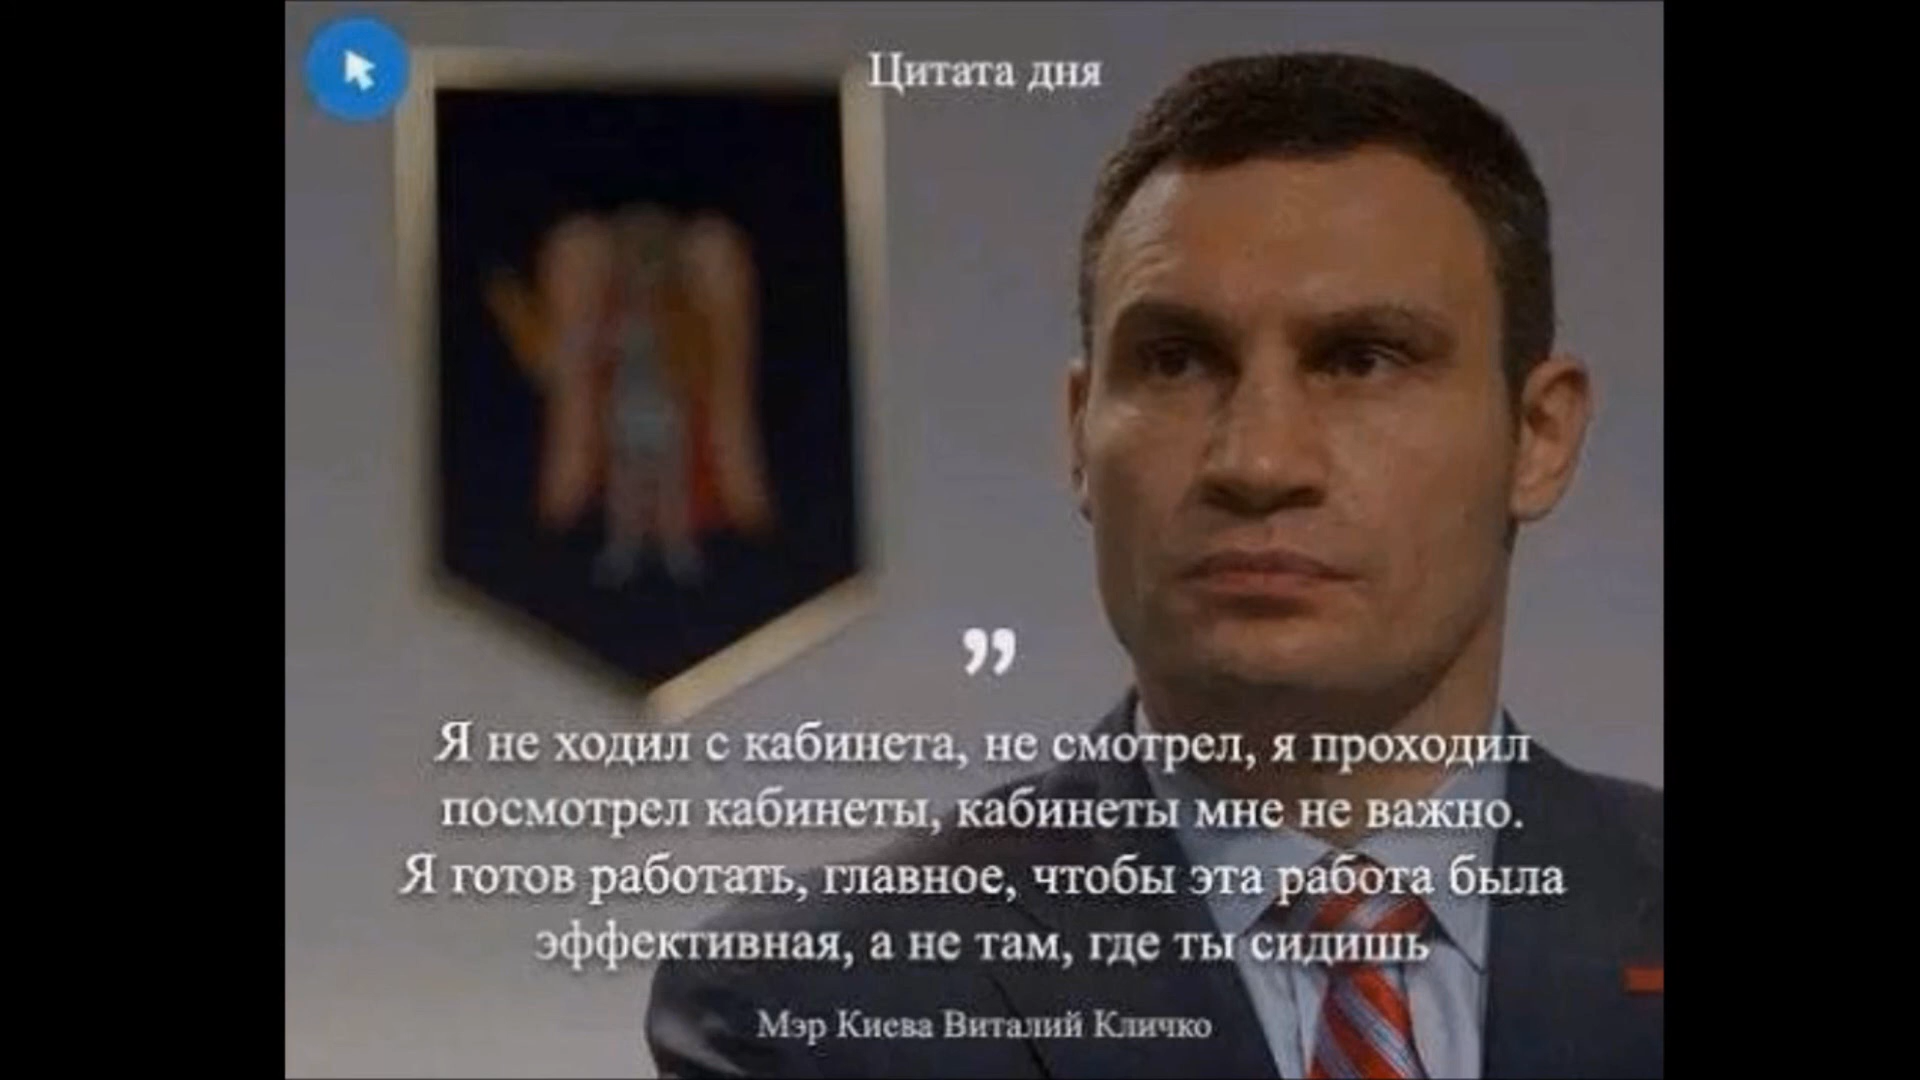 Цитата дня
”
Я не ходил с кабинета, не смотрел, я проходил
посмотрел кабинеты, кабинеты мне не важно.
Я готов работать, главное, чтобы эта работа была
эффективная, а не там, где ты сидишь
Мэр Киева Виталий Кличко